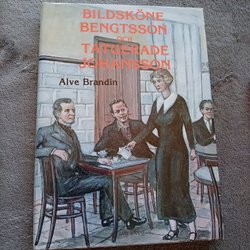 BILDSKÖNE
BENGTSSON
OCH
TATUERADE
JOHANSSON
Alve Brandin